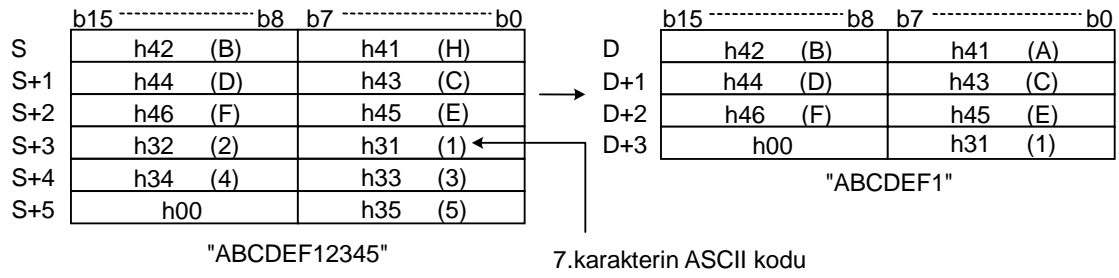 b15 b8 b7 b0 b15 b8 b7 b0
S h42 (B) h41 (H) D h42 (B) h41 (A)
S+1 h44 (D) h43 (C) D+1 h44 (D) h43 (C)
S+2 h46 (F) h45 (E) D+2 h46 (F) h45 (E)
S+3 h32 (2) h31 (1) D+3 h00 h31 (1)
S+4 h34 (4) h33 (3) "ABCDEF1"
S+5 h00 h35 (5)
"ABCDEF12345" 7.karakterin ASCII kodu